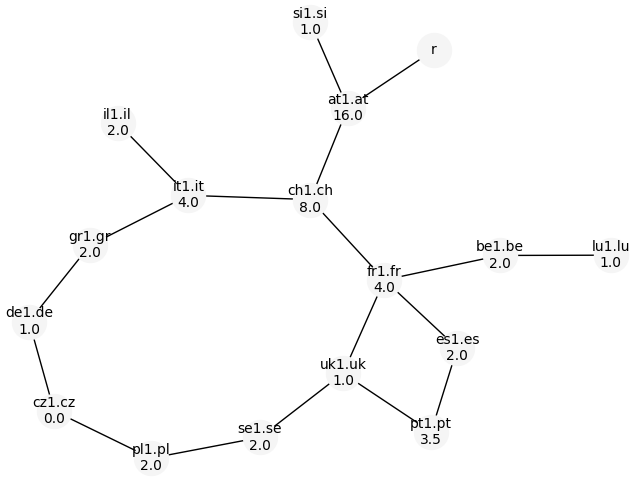 si1.si
1.0
r
at1.at
16.0
il1.il
2.0
It1.it
4.0
ch1.ch
8.0
gr1.gr
2.0
be1.be
2.0
lu1.lu
1.0
fr1.fr
4.0
de1.de
1.0
es1.es
2.0
uk1.uk
1.0
cz1.cz
0.0
se1.se
2.0
pt1.pt
3.5
pl1.pl
2.0